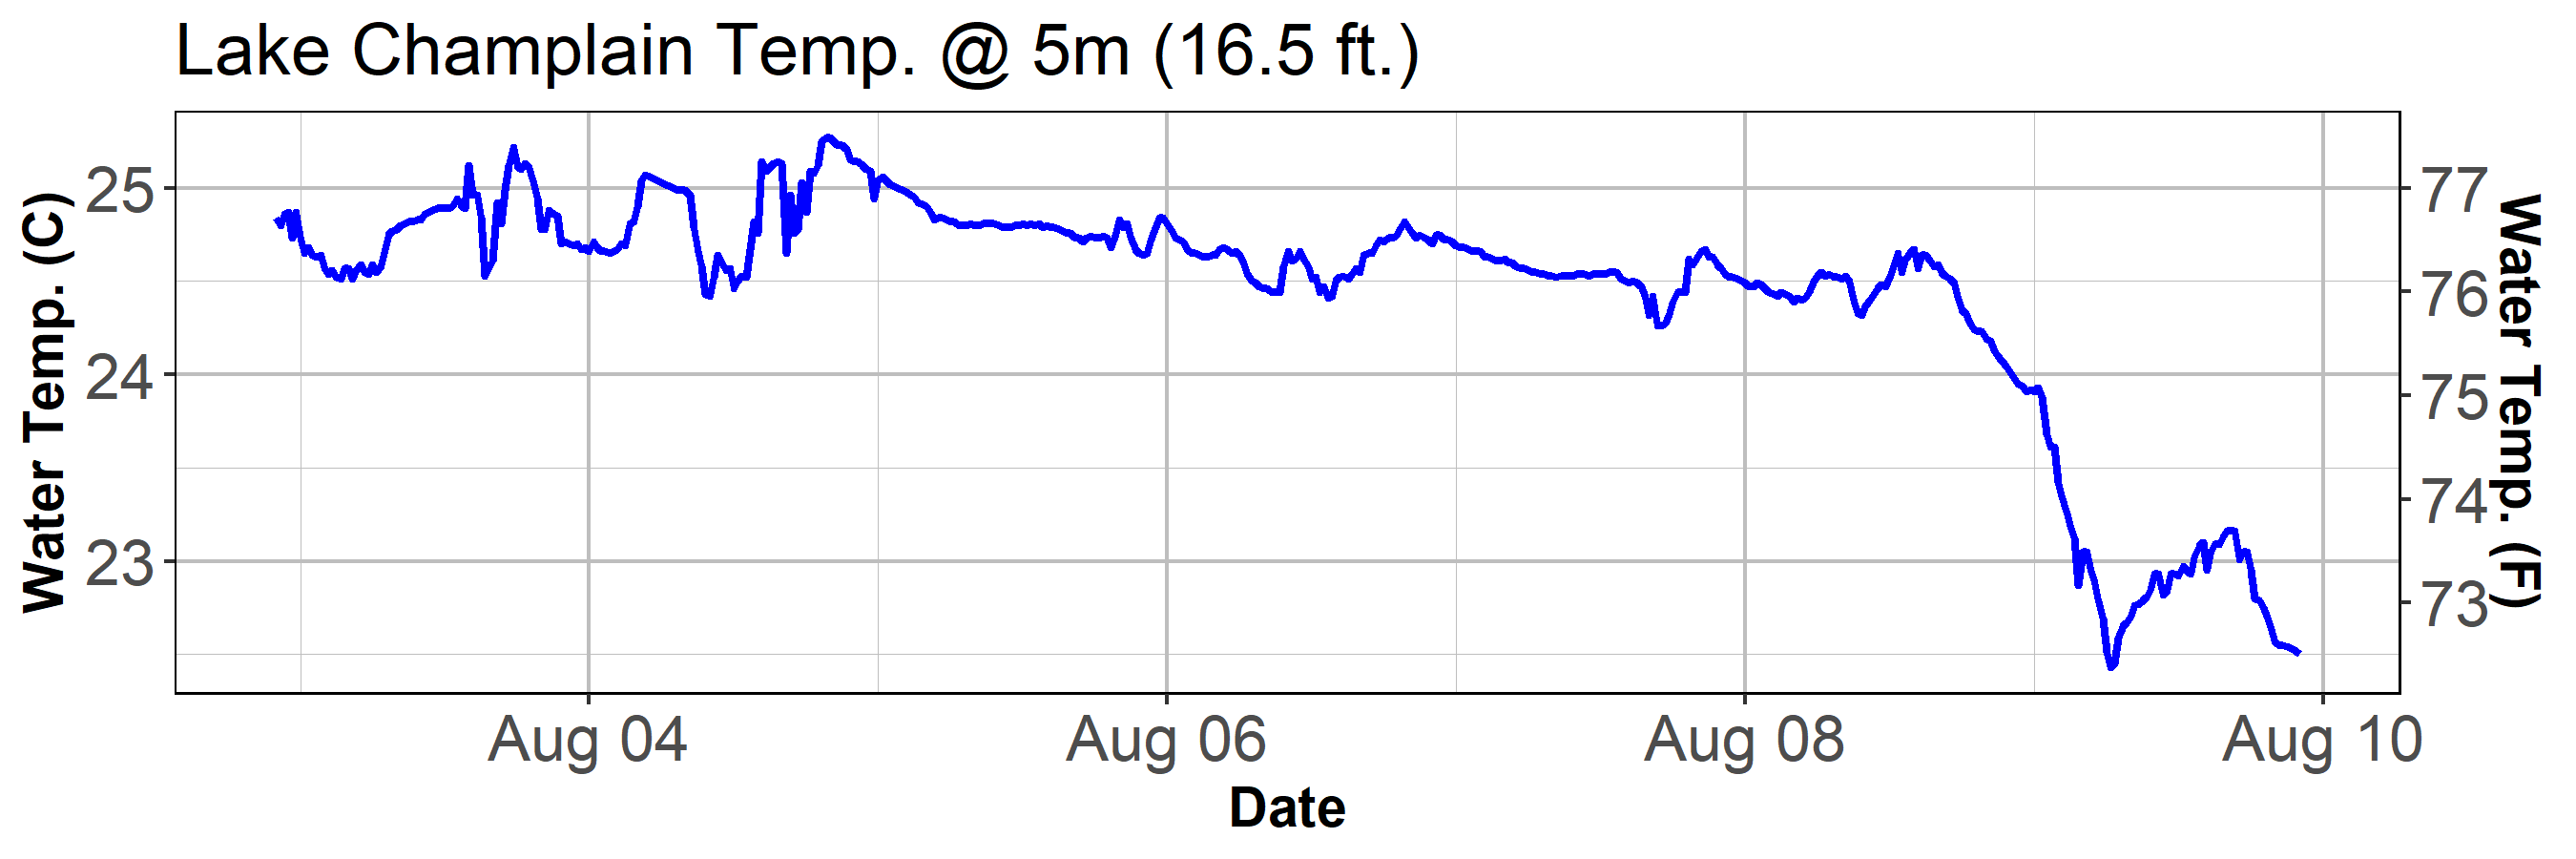 Lake Champlain Temp. @ 5m (16.5 ft.)
Water Temp. (C)
25
24
23
77
76
75
74
73
Water Temp. (F)
Aug 04 Aug 06 Aug 08 Aug 10
Date